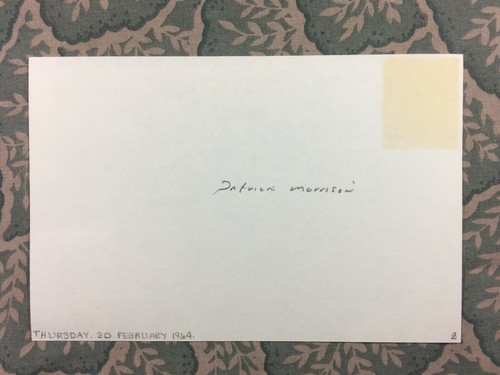 Patrick Morrison
THURSDAY. 20 FEBRUARY 1964.
2